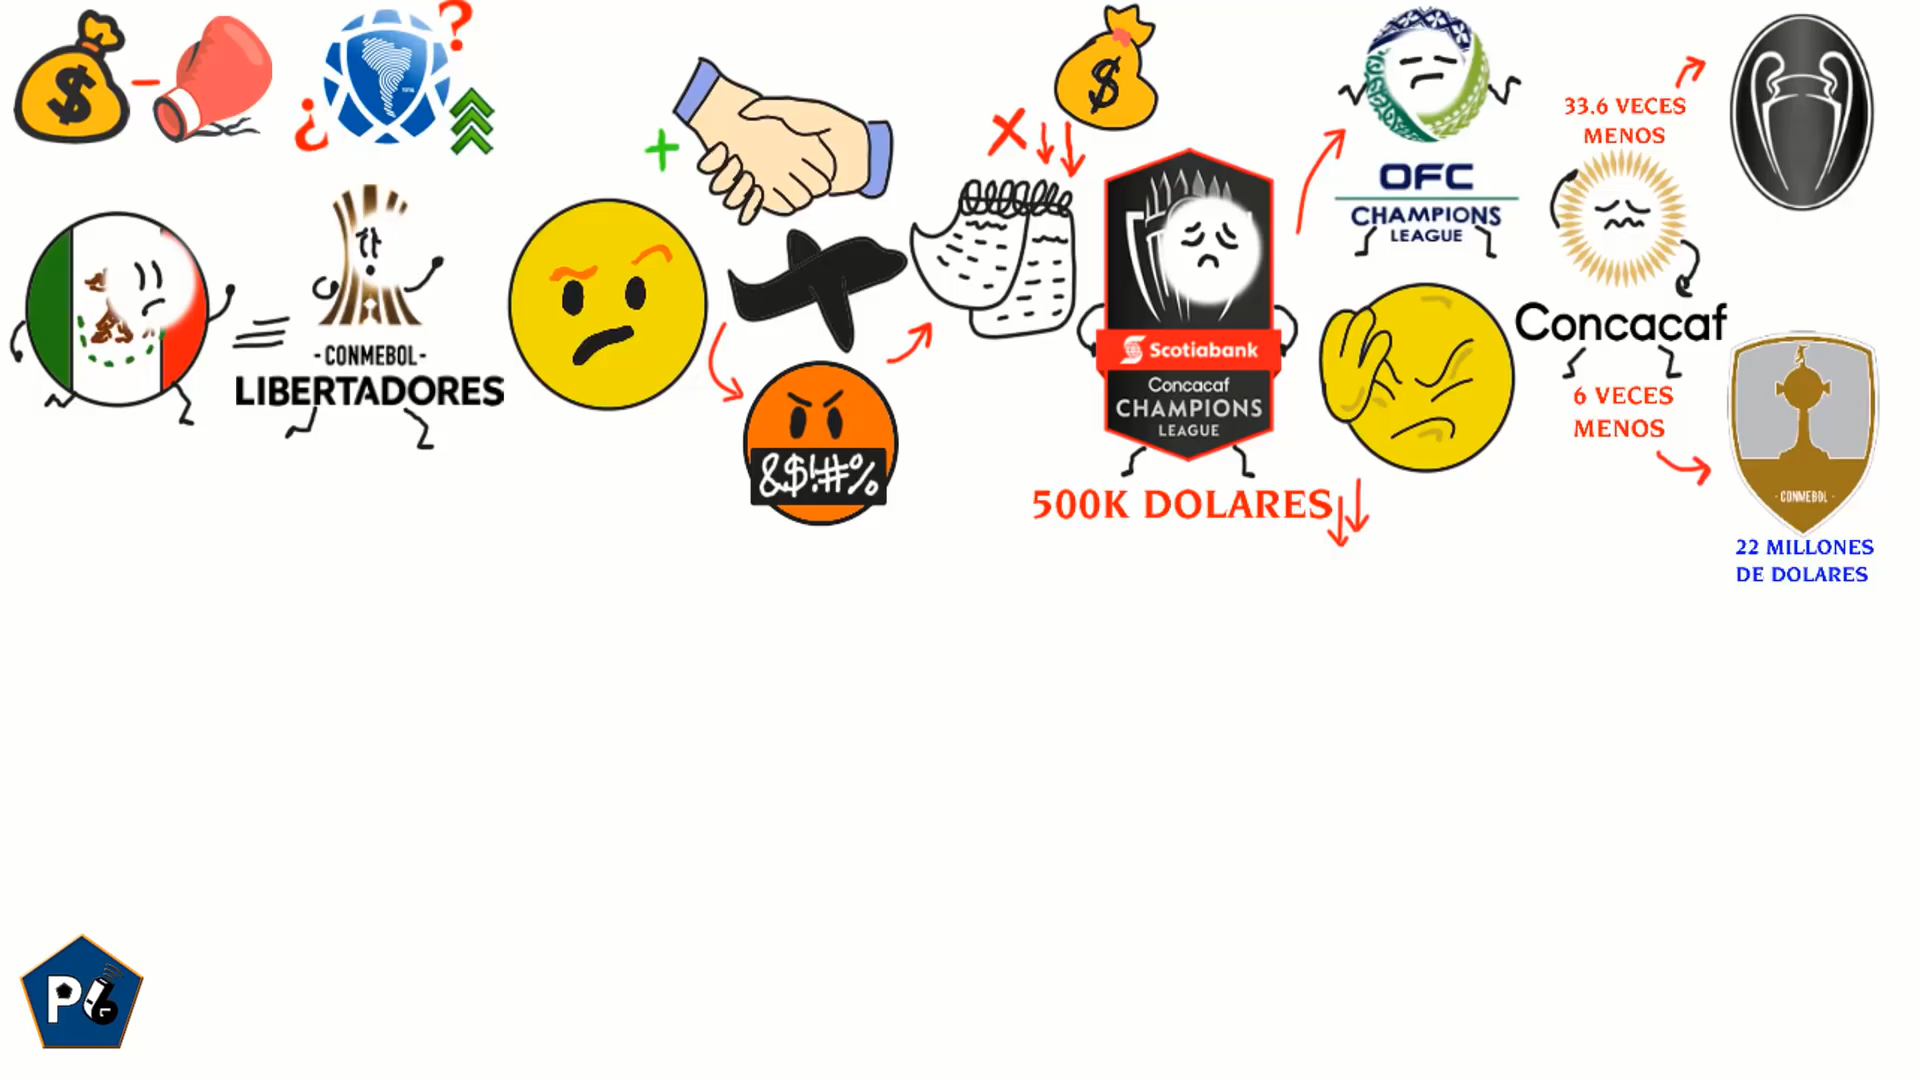 $
?
¿
- CONMEBOL -
LIBERTADORES
&$!#%
$
Scotiabank
Concacaf
CHAMPIONS
LEAGUE
500K DOLARES
OFC
CHAMPIONS
LEAGUE
33.6 VECES
MENOS
Concacaf
6 VECES
MENOS
- CONMEBOL -
22 MILLONES
DE DOLARES
P6